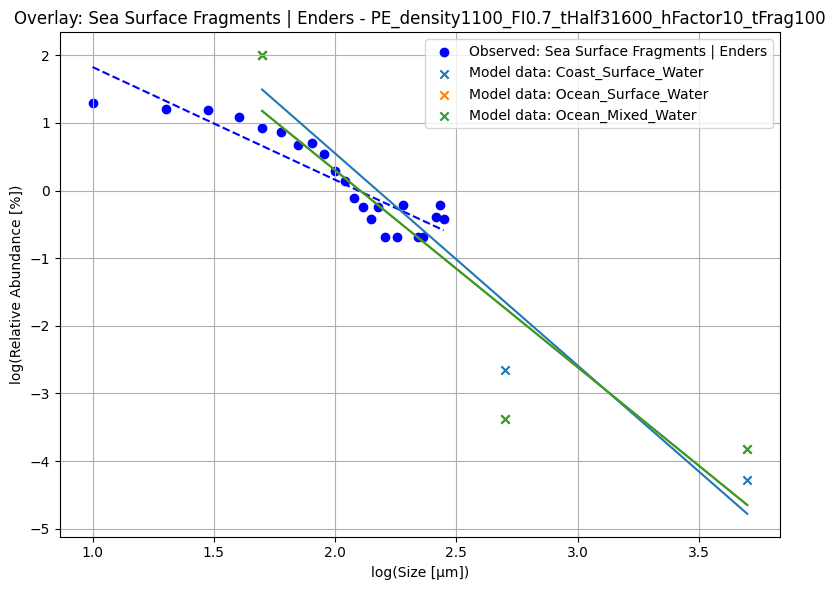 Overlay: Sea Surface Fragments | Enders - PE_density1100_FI0.7_tHalf31600_hFactor10_tFrag100
Observed: Sea Surface Fragments | Enders
Model data: Coast_Surface_Water
Model data: Ocean_Surface_Water
Model data: Ocean_Mixed_Water
log(Relative Abundance [%])
2
1
0
−1
−2
−3
−4
−5
1.0 1.5 2.0 2.5 3.0 3.5
log(Size [µm])